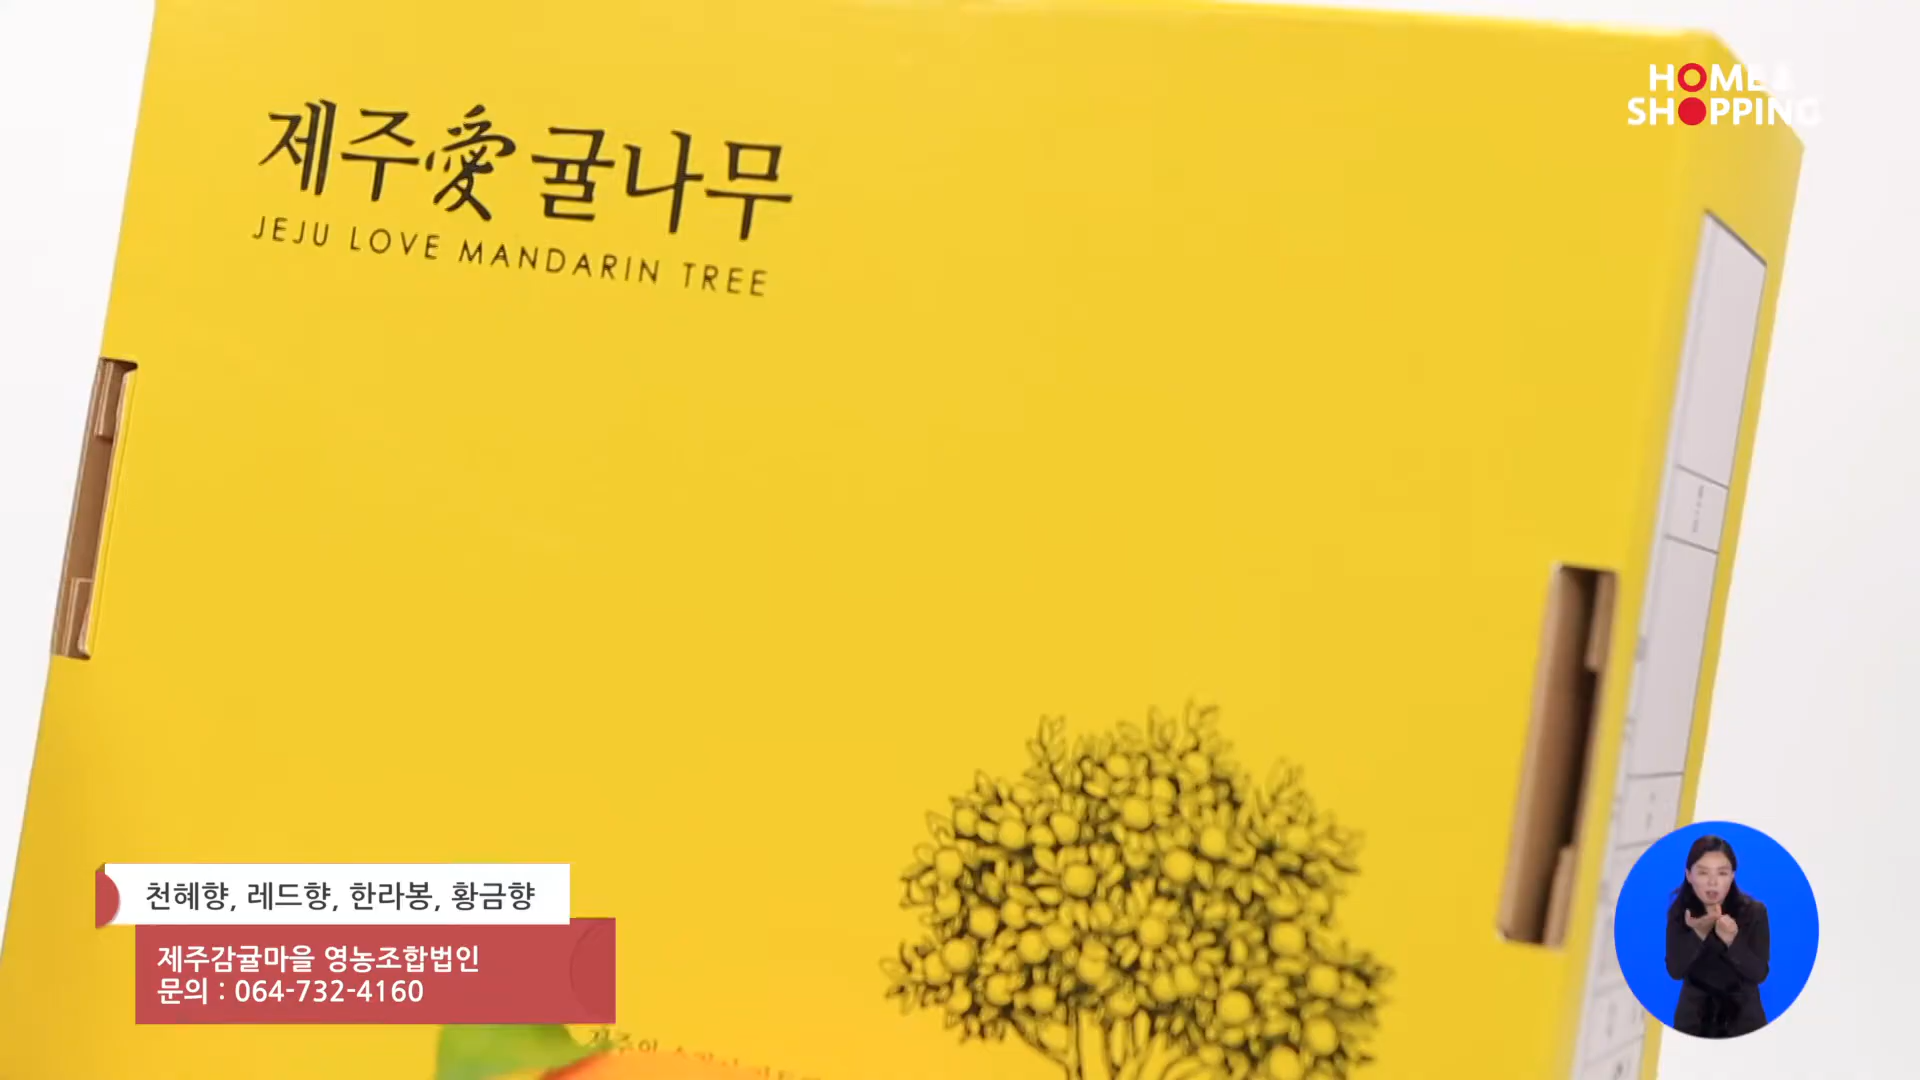 제주愛귤나무
JEJU LOVE MANDARIN TREE
HOME&
SHOPPING
천혜향, 레드향, 한라봉, 황금향
제주감귤마을 영농조합법인
문의 : 064-732-4160